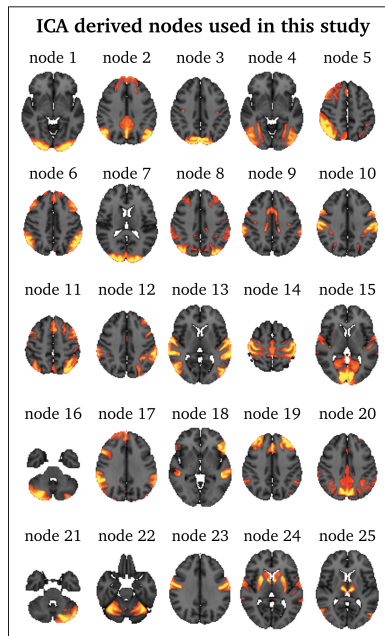 ICA derived nodes used in this study
node 1 node 2 node 3 node 4 node 5
node 6 node 7 node 8 node 9 node 10
node 11 node 12 node 13 node 14 node 15
node 16 node 17 node 18 node 19 node 20
node 21 node 22 node 23 node 24 node 25